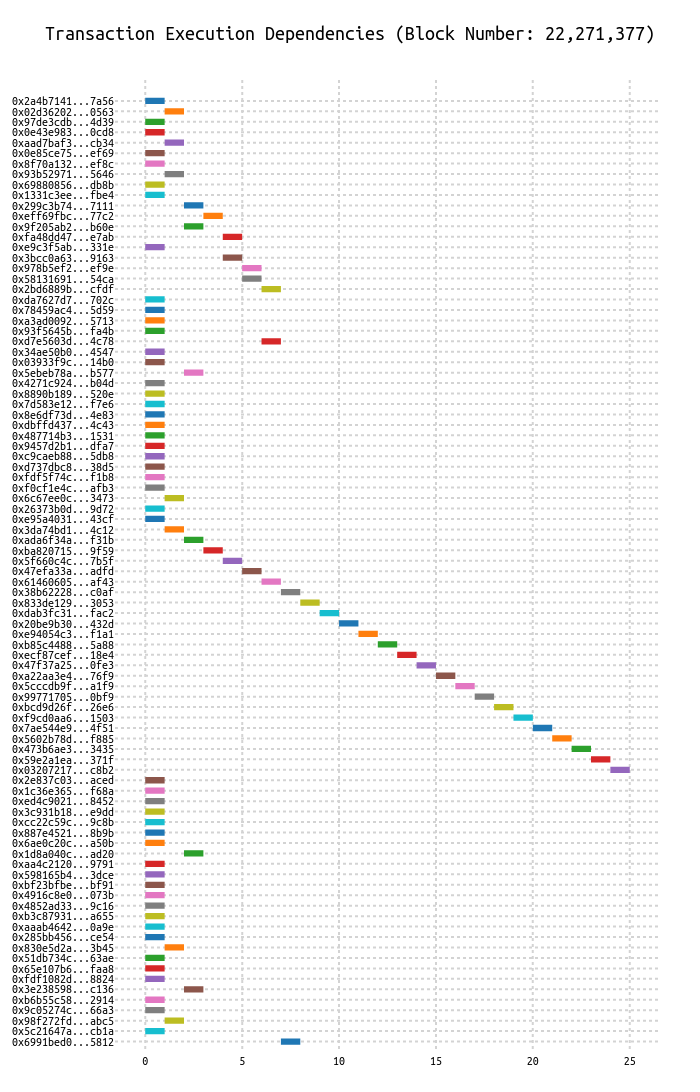 Transaction Execution Dependencies (Block Number: 22,271,377)
0x2a4b7141...7a56
0x02d36202...0563
0x97de3cdb...4d39
0x0e43e983...0cd8
0xaad7baf3...cb34
0x0e85ce75...ef69
0x8f70a132...ef8c
0x93b52971...5646
0x69880856...db8b
0x1331c3ee...fbe4
0x299c3b74...7111
0xeff69fbc...77c2
0x9f205ab2...b60e
0xfa48dd47...e7ab
0xe9c3f5ab...331e
0x3bcc0a63...9163
0x978b5ef2...ef9e
0x58131691...54ca
0x2bd6889b...cfdf
0xda7627d7...702c
0x78459ac4...5d59
0xa3ad0092...5713
0x93f5645b...fa4b
0xd7e5603d...4c78
0x34ae50b0...4547
0x03933f9c...14b0
0x5ebeb78a...b577
0x4271c924...b04d
0x8890b189...520e
0x7d583e12...f7e6
0x8e6df73d...4e83
0xdbffd437...4c43
0x487714b3...1531
0x9457d2b1...dfa7
0xc9caeb88...5db8
0xd737dbc8...38d5
0xfdf5f74c...f1b8
0xf0cf1e4c...afb3
0x6c67ee0c...3473
0x26373b0d...9d72
0xe95a4031...43cf
0x3da74bd1...4c12
0xada6f34a...f31b
0xba820715...9f59
0x5f660c4c...7b5f
0x47efa33a...adfd
0x61460605...af43
0x38b62228...c0af
0x833de129...3053
0xdab3fc31...fac2
0x20be9b30...432d
0xe94054c3...f1a1
0xb85c4488...5a88
0xecf87cef...18e4
0x47f37a25...0fe3
0xa22aa3e4...76f9
0x5cccdb9f...a1f9
0x99771705...0bf9
0xbcd9d26f...26e6
0xf9cd0aa6...1503
0x7ae544e9...4f51
0x5602b78d...f885
0x473b6ae3...3435
0x59e2a1ea...371f
0x03207217...c8b2
0x2e837c03...aced
0x1c36e365...f68a
0xed4c9021...8452
0x3c931b18...e9dd
0xcc22c59c...9c8b
0x887e4521...8b9b
0x6ae0c20c...a50b
0x1d8a040c...ad20
0xaa4c2120...9791
0x598165b4...3dce
0xbf23bfbe...bf91
0x4916c8e0...073b
0x4852ad33...9c16
0xb3c87931...a655
0xaaab4642...0a9e
0x285bb456...ce54
0x830e5d2a...3b45
0x51db734c...63ae
0x65e107b6...faa8
0xfdf1082d...8824
0x3e238598...c136
0xb6b55c58...2914
0x9c05274c...66a3
0x98f272fd...abc5
0x5c21647a...cb1a
0x6991bed0...5812
0 5 10 15 20 25